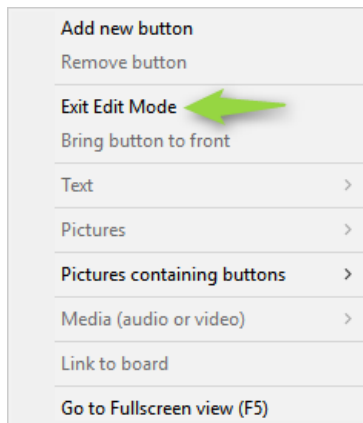 Add new button
Remove button
Exit Edit Mode
Bring button to front
Text
Pictures
Pictures containing buttons
Media (audio or video)
Link to board
Go to Fullscreen view (F5)